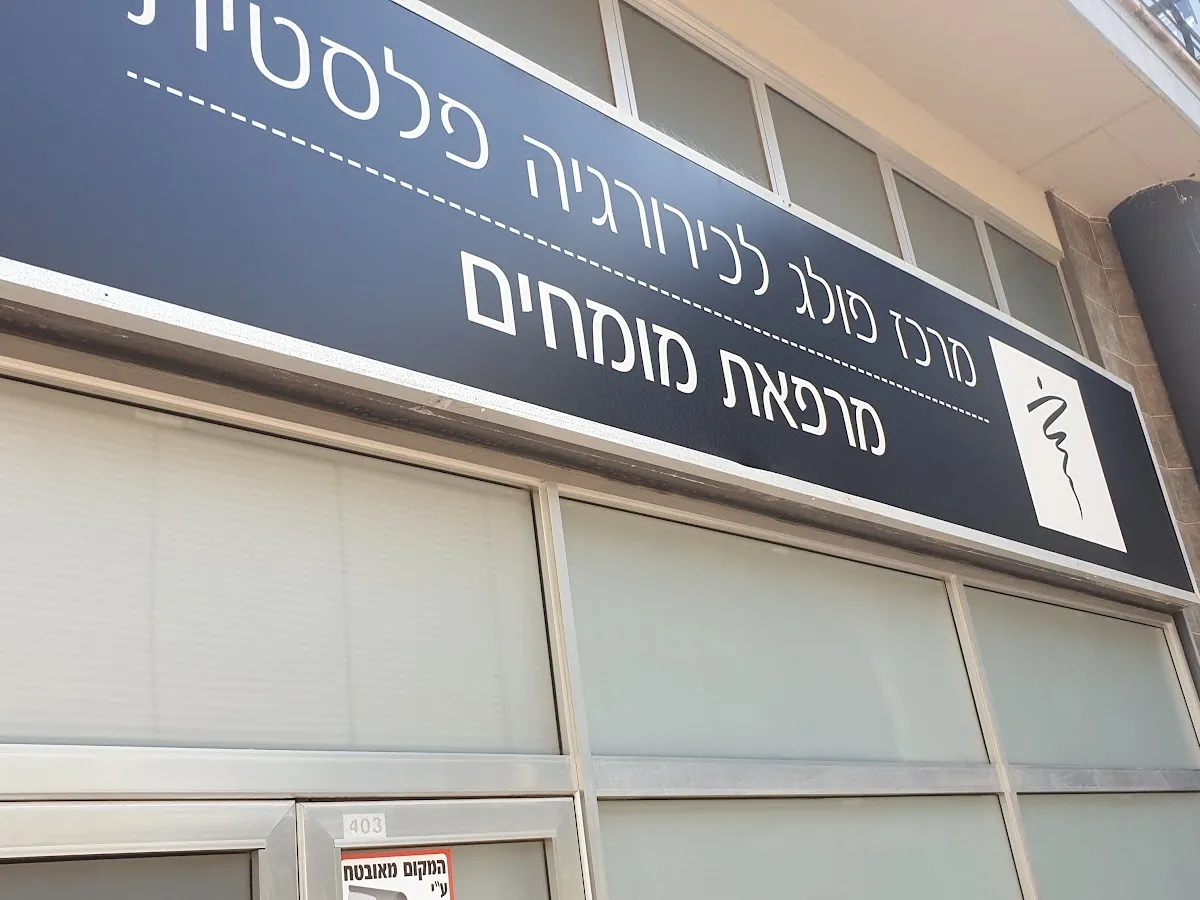 מרכז פולג לכירורגיה פלסטית
מרפאת מומחים
403
המקום מאובטח
ע"י